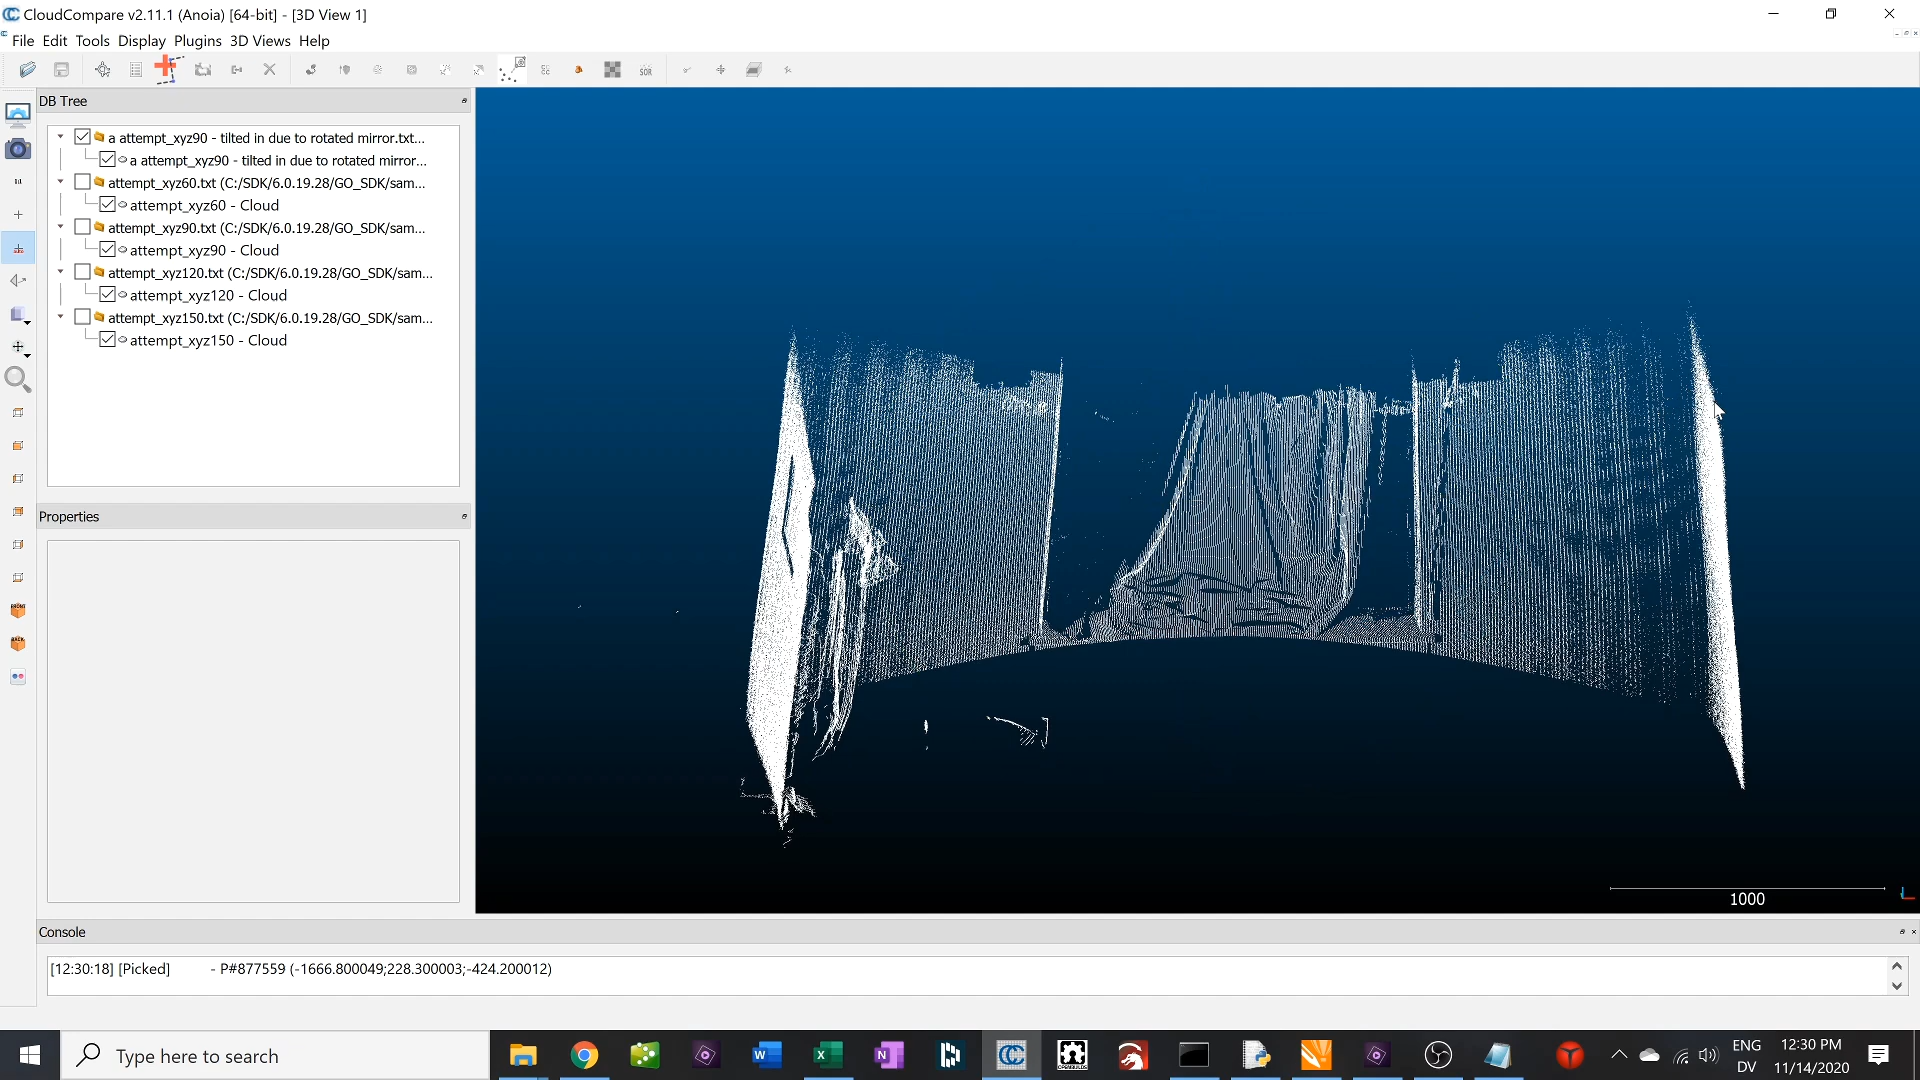 CloudCompare v2.11.1 (Anoia) [64-bit] - [3D View 1]
File Edit Tools Display Plugins 3D Views Help
SOR
DB Tree
a attempt_xyz90 - tilted in due to rotated mirror.txt...
a attempt_xyz90 - tilted in due to rotated mirror...
attempt_xyz60.txt (C:/SDK/6.0.19.28/GO_SDK/sam...
attempt_xyz60 - Cloud
attempt_xyz90.txt (C:/SDK/6.0.19.28/GO_SDK/sam...
attempt_xyz90 - Cloud
attempt_xyz120.txt (C:/SDK/6.0.19.28/GO_SDK/sam...
attempt_xyz120 - Cloud
attempt_xyz150.txt (C:/SDK/6.0.19.28/GO_SDK/sam...
attempt_xyz150 - Cloud
Properties
FRONT
BACK
1000
Console
[12:30:18] [Picked] - P#877559 (-1666.800049;228.300003;-424.200012)
Type here to search
ENG
DV
12:30 PM
11/14/2020